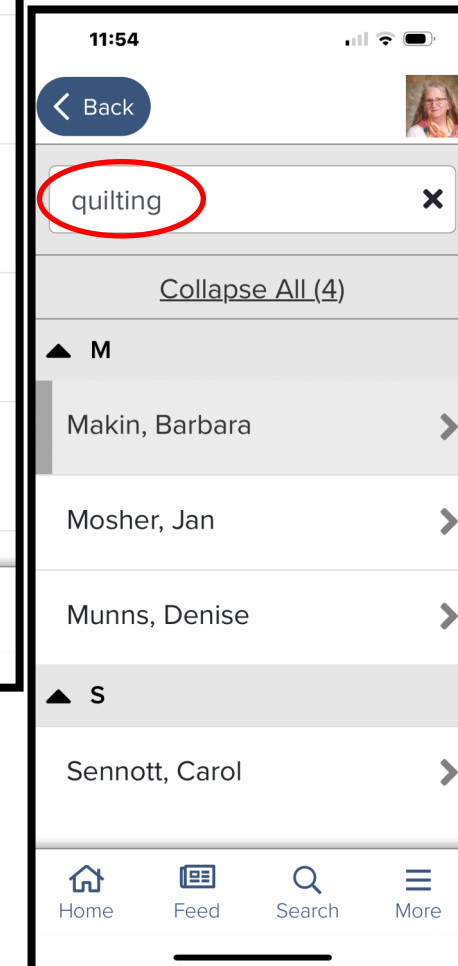 11:54
Back
quilting
Collapse All (4)
M
Makin, Barbara
Mosher, Jan
Munns, Denise
S
Sennott, Carol
Home Feed Search More